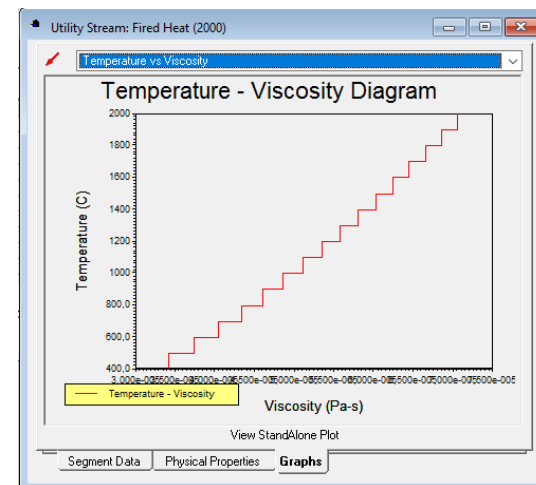 Utility Stream: Fired Heat (2000)
Temperature vs Viscosity
Temperature - Viscosity Diagram
2000
1800
1600
1400
1200
1000
800,0
600,0
400,0
Temperature (C)
Viscosity (Pa-s)
Temperature - Viscosity
View StandAlone Plot
Segment Data Physical Properties Graphs